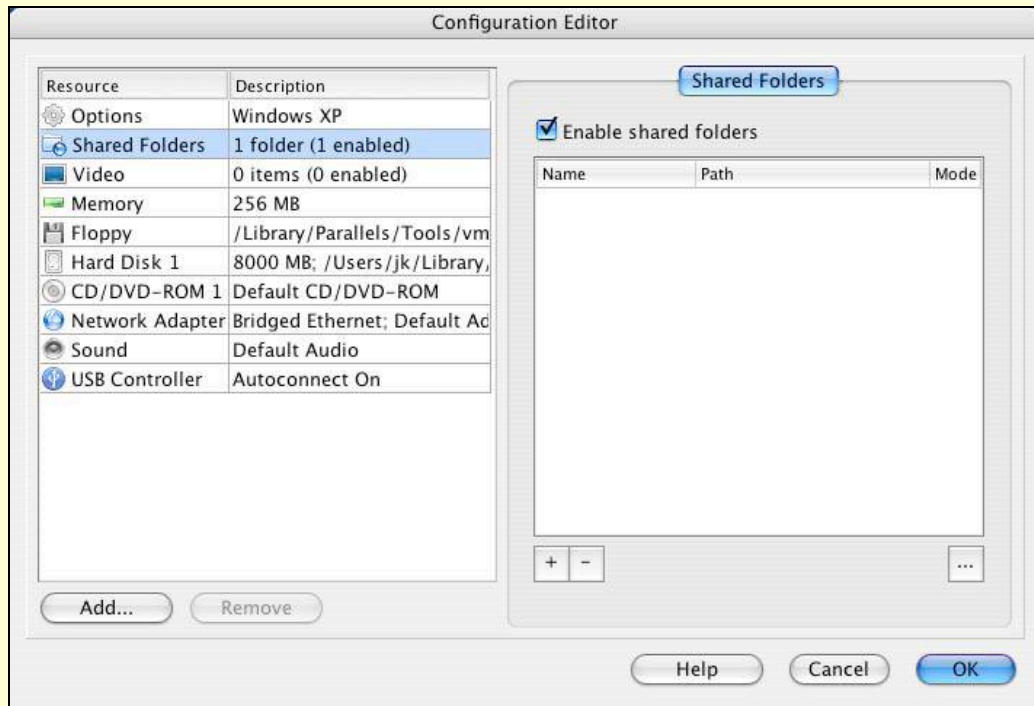 Configuration Editor
Resource Description
Options Windows XP
Shared Folders 1 folder (1 enabled)
Video 0 items (0 enabled)
Memory 256 MB
Floppy /Library/Parallels/Tools/vm
Hard Disk 1 8000 MB; /Users/jk/Library/
CD/DVD-ROM 1 Default CD/DVD-ROM
Network Adapter Bridged Ethernet; Default Ad
Sound Default Audio
USB Controller Autoconnect On
Add... Remove
Shared Folders
Enable shared folders
Name Path Mode
+ - ...
Help Cancel OK